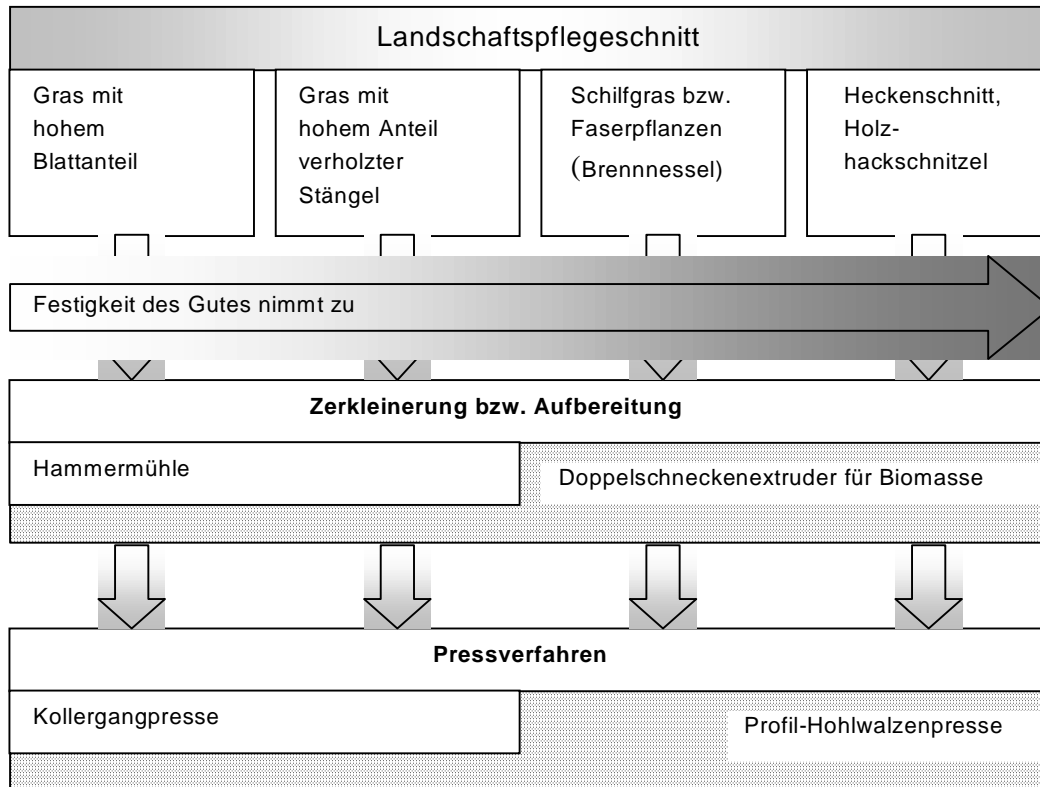 Landschaftspflegeschnitt
Gras mit
hohem
Blattanteil
Gras mit
hohem Anteil
verholzter
Stängel
Schilfgras bzw.
Faserpflanzen
(Brennnessel)
Heckenschnitt,
Holz-
hackschnitzel
Festigkeit des Gutes nimmt zu
Zerkleinerung bzw. Aufbereitung
Hammermühle
Doppelschneckenextruder für Biomasse
Pressverfahren
Kollergangpresse
Profil-Hohlwalzenpresse